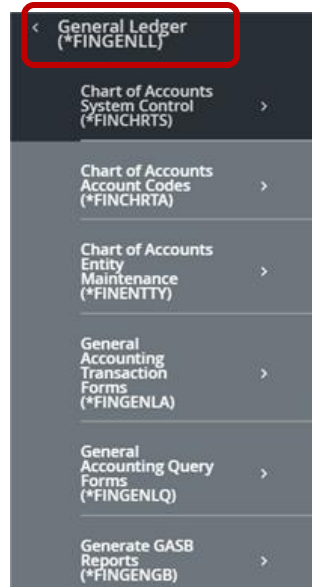 General Ledger
(*FINGENLL)
Chart of Accounts
System Control
(*FINCHRTS)
Chart of Accounts
Account Codes
(*FINCHRTA)
Chart of Accounts
Entity
Maintenance
(*FINENTTY)
General
Accounting
Transaction
Forms
(*FINGENLA)
General
Accounting Query
Forms
(*FINGENLQ)
Generate GASB
Reports
(*FINGENGB)